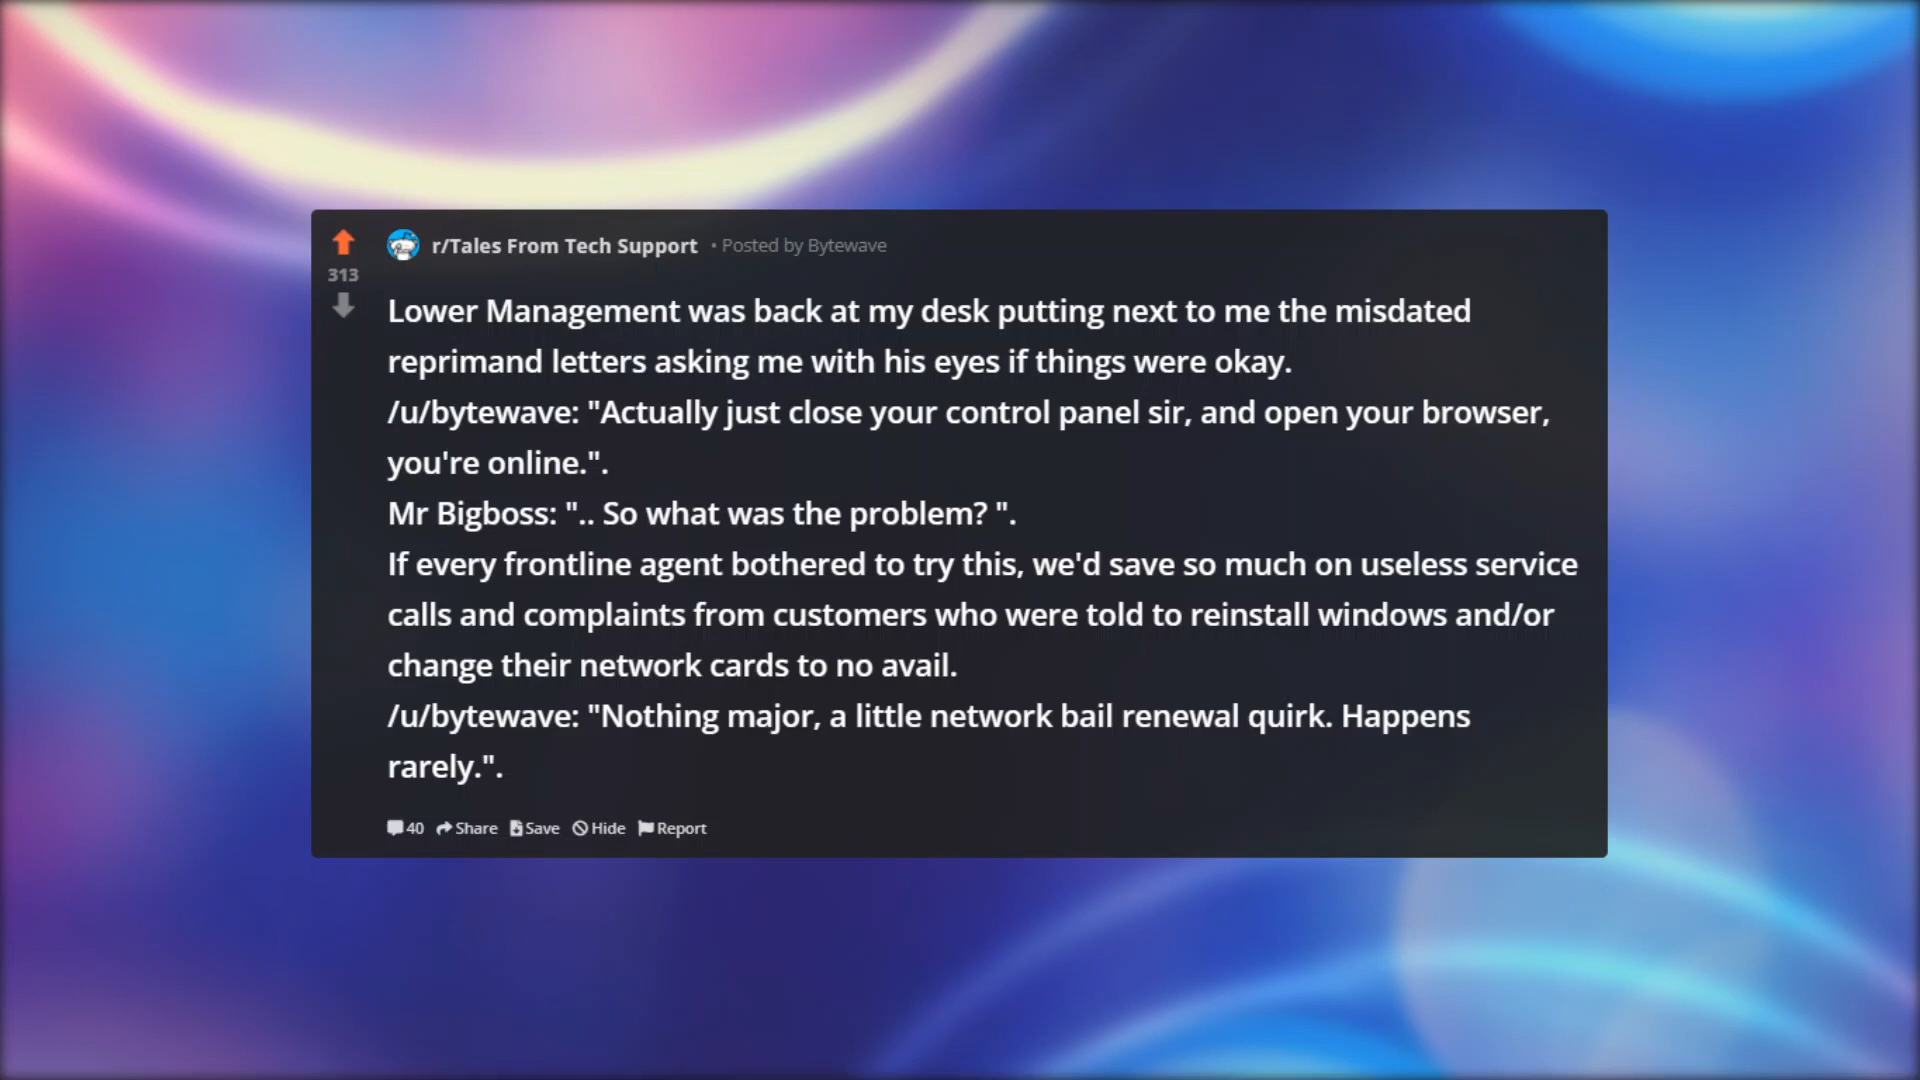 r/Tales From Tech Support • Posted by Bytewave
313
Lower Management was back at my desk putting next to me the misdated
reprimand letters asking me with his eyes if things were okay.
/u/bytewave: "Actually just close your control panel sir, and open your browser,
you're online.".
Mr Bigboss: ".. So what was the problem? ".
If every frontline agent bothered to try this, we'd save so much on useless service
calls and complaints from customers who were told to reinstall windows and/or
change their network cards to no avail.
/u/bytewave: "Nothing major, a little network bail renewal quirk. Happens
rarely.".
40 Share Save Hide Report